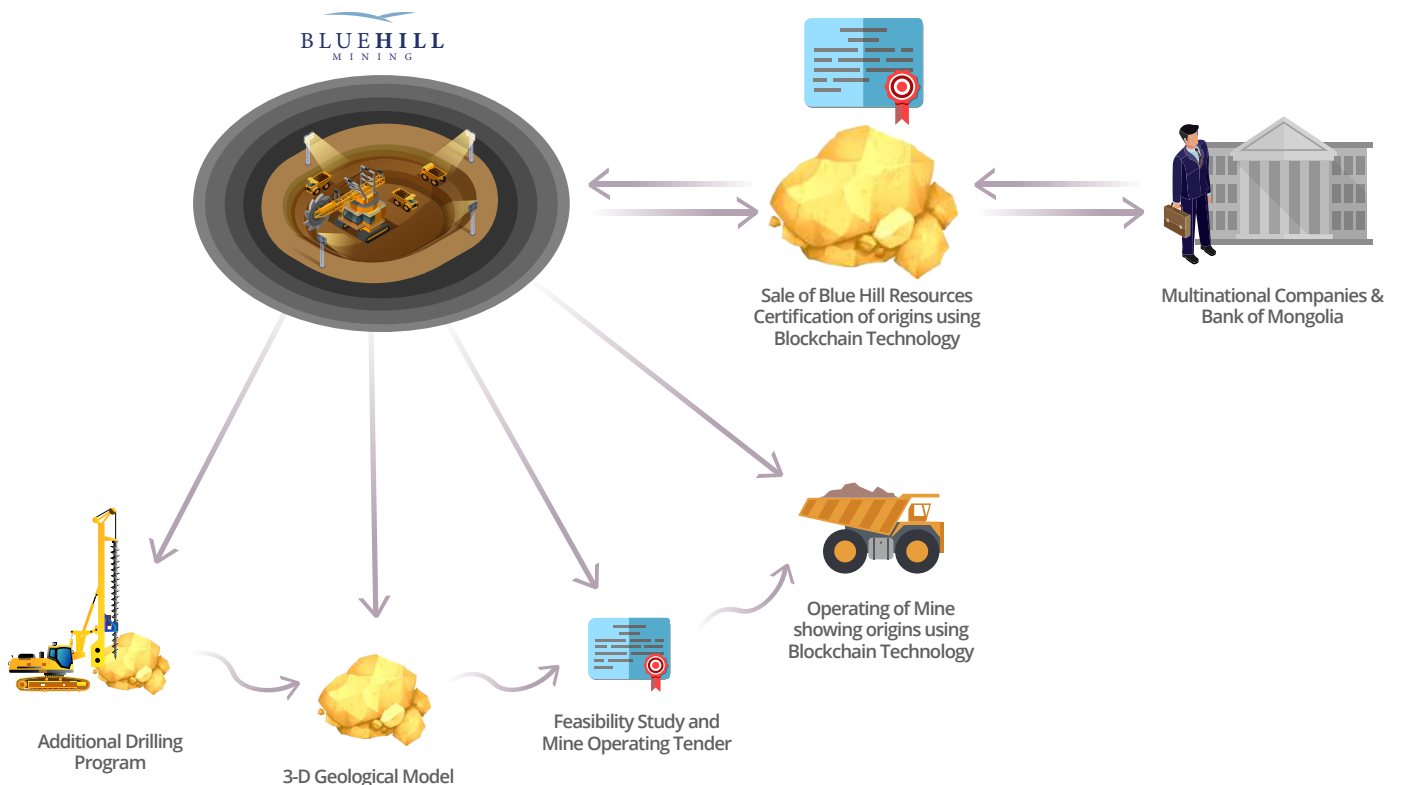 BLUEHILL
MINING
Sale of Blue Hill Resources
Certification of origins using
Blockchain Technology
Multinational Companies &
Bank of Mongolia
Operating of Mine
showing origins using
Blockchain Technology
Feasibility Study and
Mine Operating Tender
Additional Drilling
Program
3-D Geological Model